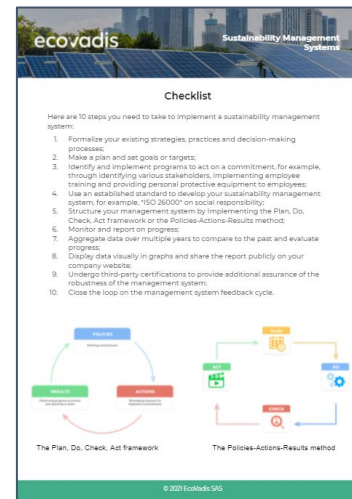 ecovadis
Sustainability Management
Systems
Checklist
Here are 10 steps you need to take to implement a sustainability management
system:
1. Formalize your existing strategies, practices and decision-making
processes;
2. Make a plan and set goals or targets;
3. Identify and implement programs to act on a commitment, for example,
through identifying various stakeholders, implementing employee
training and providing personal protective equipment to employees;
4. Use an established standard to develop your sustainability management
system, for example, "ISO 26000" on social responsibility;
5. Structure your management system by implementing the Plan, Do,
Check, Act framework or the Policies-Actions-Results method;
6. Monitor and report on progress;
7. Aggregate data over multiple years to compare to the past and evaluate
progress;
8. Display data visually in graphs and share the report publicly on your
company website;
9. Undergo third-party certifications to provide additional assurance of the
robustness of the management system;
10. Close the loop on the management system feedback cycle.
POLICIES
RESULTS
ACTIONS
PLAN
ACT
DO
CHECK
The Plan, Do, Check, Act framework
The Policies-Actions-Results method
© 2021 EcoVadis SAS